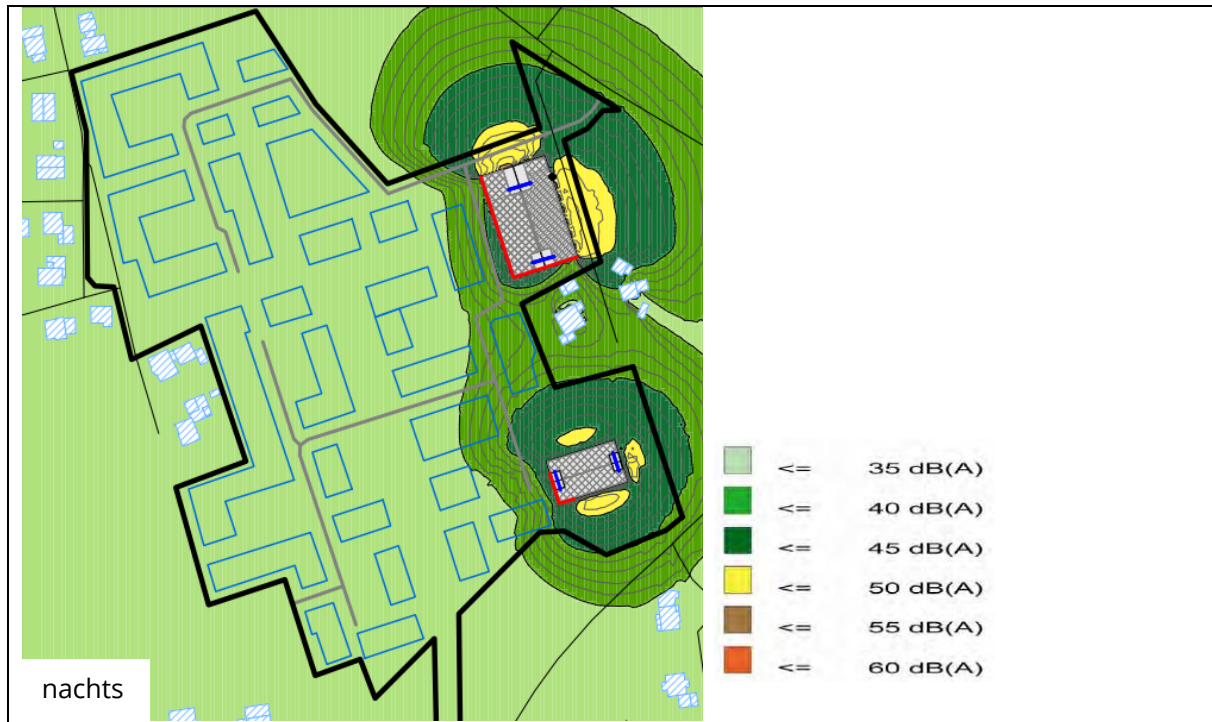 <= 35 dB(A)
<= 40 dB(A)
<= 45 dB(A)
<= 50 dB(A)
<= 55 dB(A)
<= 60 dB(A)
nachts